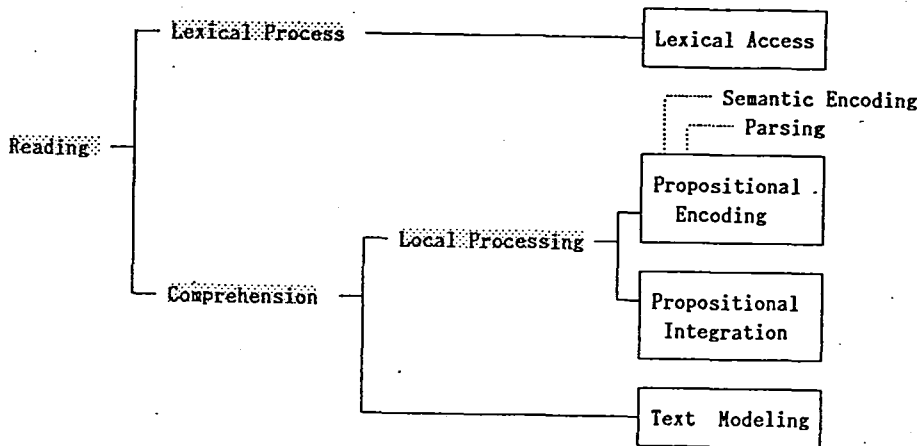 Lexical Process
Lexical Access
Semantic Encoding
Parsing
Reading
Propositional
Encoding
Local Processing
Comprehension
Propositional
Integration
Text Modeling